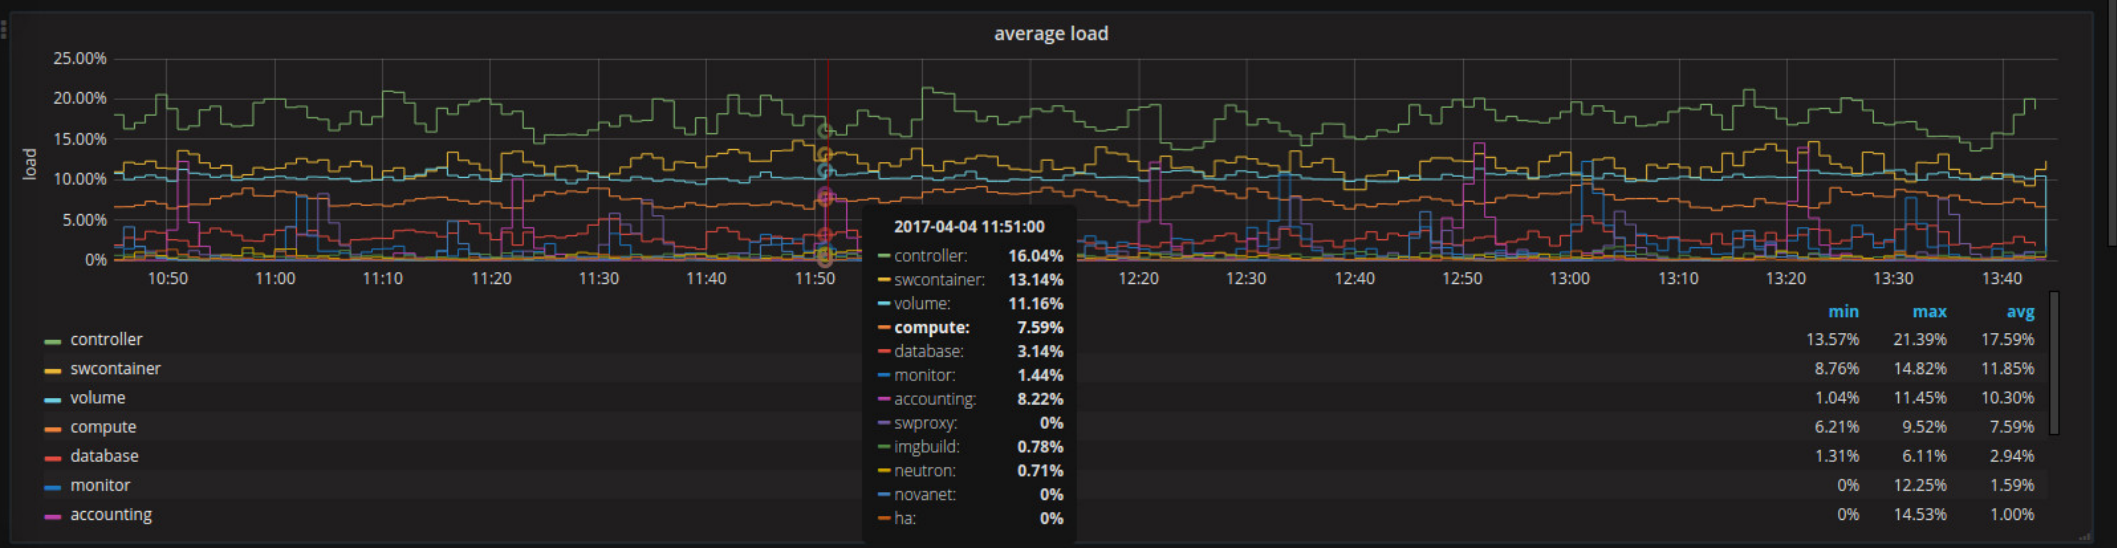 average load
25.00%
20.00%
15.00%
10.00%
5.00%
0%
load
10:50 11:00 11:10 11:20 11:30 11:40 11:50 12:20 12:30 12:40 12:50 13:00 13:10 13:20 13:30 13:40
2017-04-04 11:51:00
controller: 16.04%
swcontainer: 13.14%
volume: 11.16%
compute: 7.59%
database: 3.14%
monitor: 1.44%
accounting: 8.22%
swproxy: 0%
imgbuild: 0.78%
neutron: 0.71%
novanet: 0%
ha: 0%
min max avg
controller 13.57% 21.39% 17.59%
swcontainer 8.76% 14.82% 11.85%
volume 1.04% 11.45% 10.30%
compute 6.21% 9.52% 7.59%
database 1.31% 6.11% 2.94%
monitor 0% 12.25% 1.59%
accounting 0% 14.53% 1.00%